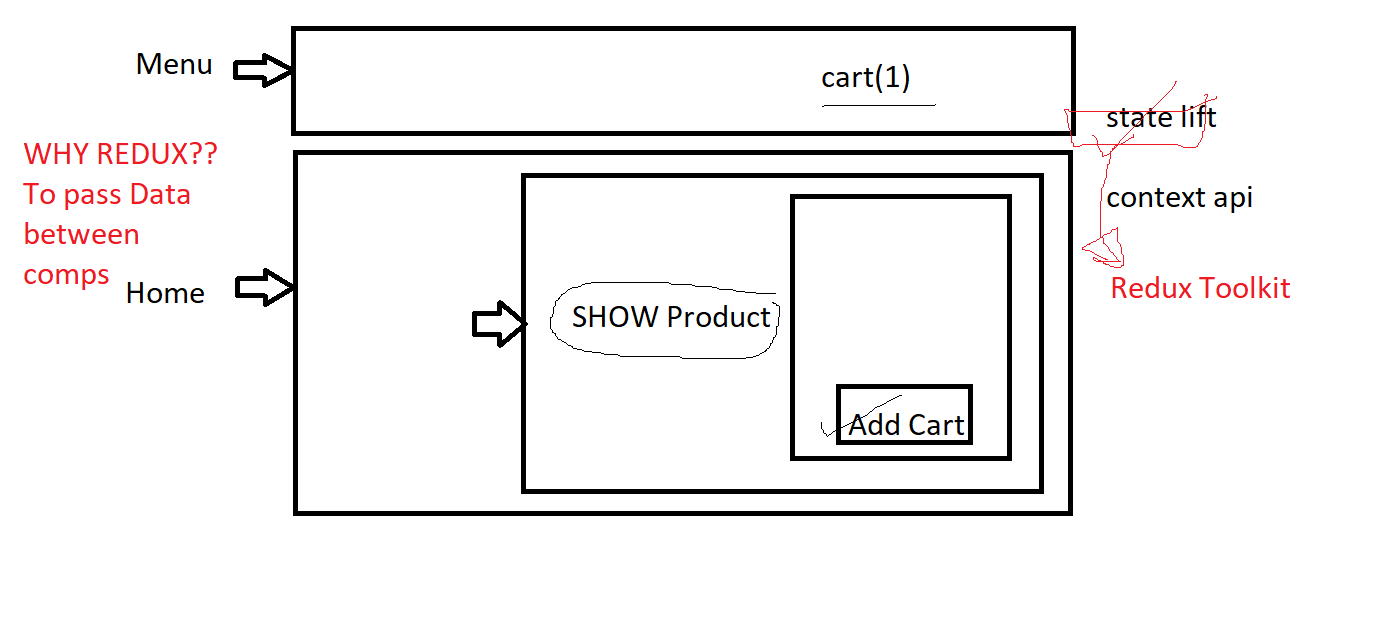 Menu
cart(1)
state lift
WHY REDUX??
To pass Data
between
comps
context api
Home
Redux Toolkit
SHOW Product
Add Cart